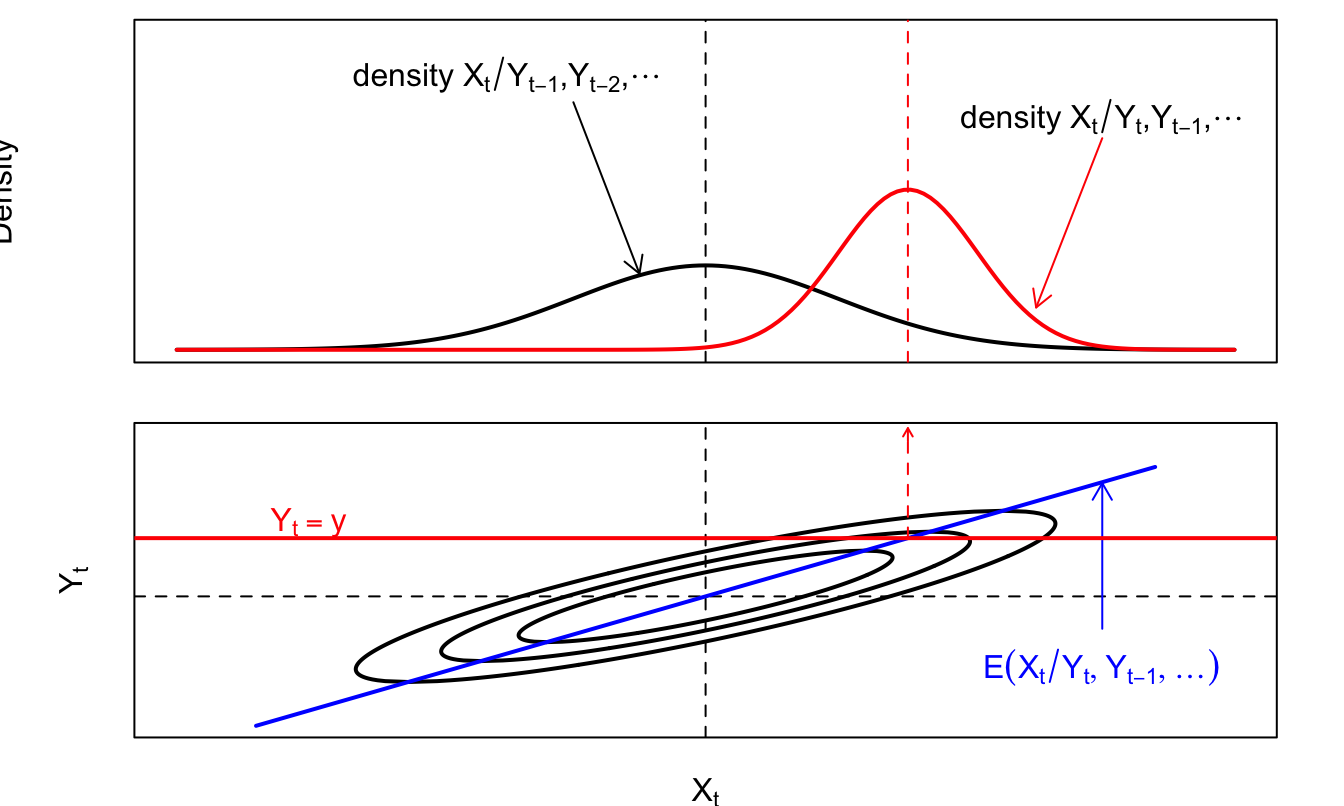 density Xₜ/Yₜ₋₁,Yₜ₋₂,⋯
density Xₜ/Yₜ,Yₜ₋₁,⋯
Density
Yₜ = y
Yₜ
E(Xₜ/Yₜ, Yₜ₋₁, …)
Xₜ